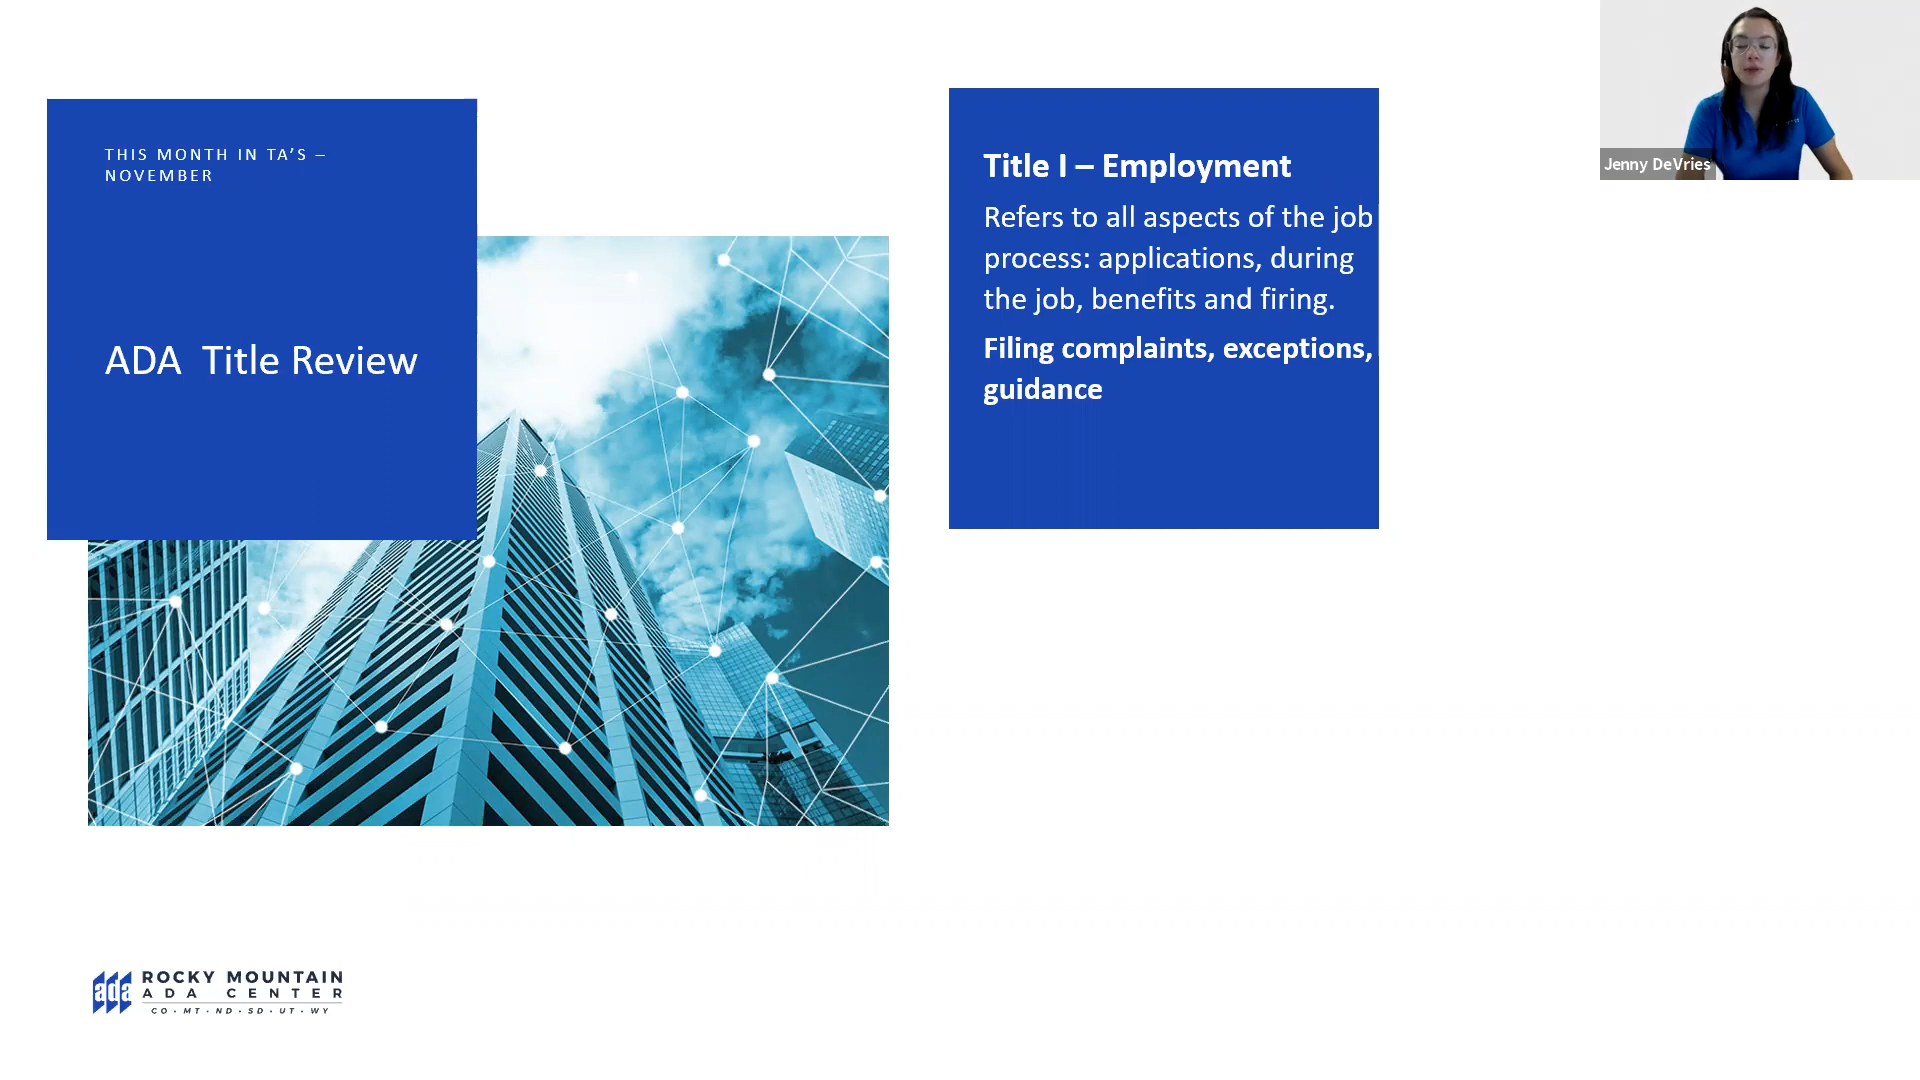 THIS MONTH IN TA’S –
NOVEMBER
ADA  Title Review
Title I – Employment
Refers to all aspects of the job
process: applications, during
the job, benefits and firing.
Filing complaints, exceptions,
guidance
Jenny DeVries
ada
ROCKY MOUNTAIN
ADA CENTER
CO • MT • ND • SD • UT • WY